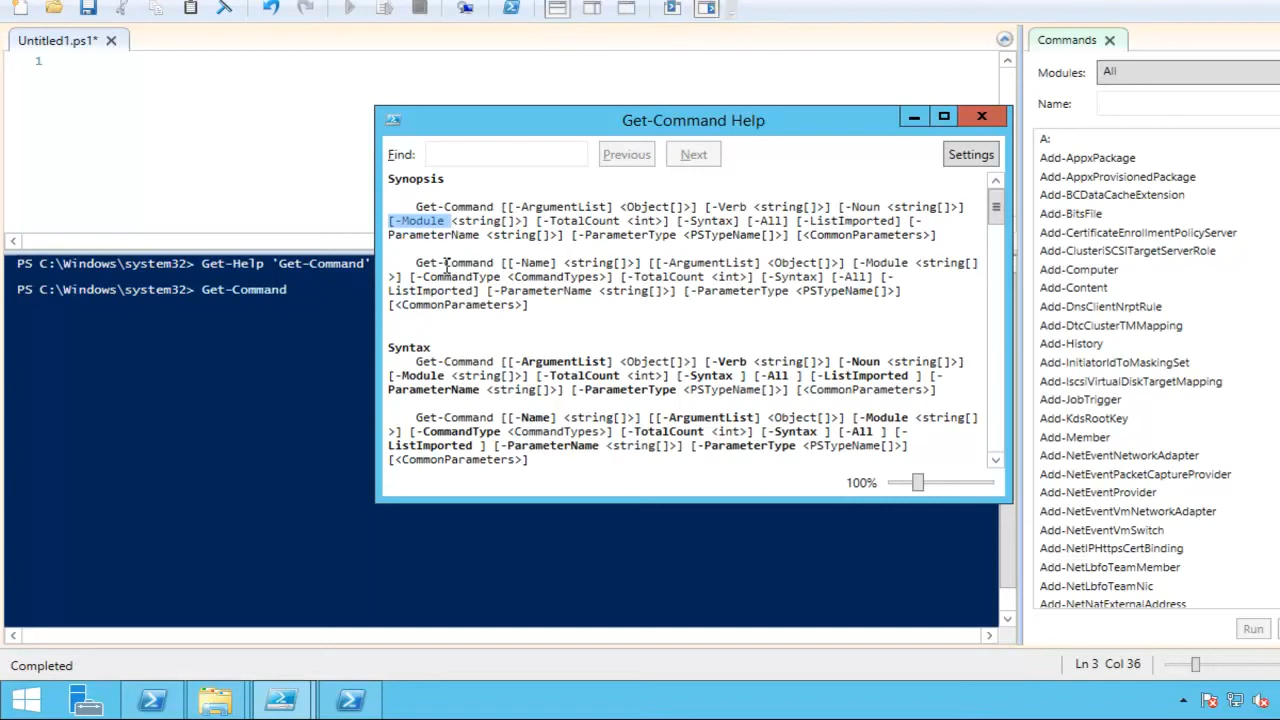 Untitled1.ps1*
1
PS C:\Windows\system32> Get-Help 'Get-Command'
PS C:\Windows\system32> Get-Command
Get-Command Help
Find:
Previous
Next
Settings
Synopsis
Get-Command [[-ArgumentList] <Object[]>] [-Verb <string[]>] [-Noun <string[]>]
[-Module <string[]>] [-TotalCount <int>] [-Syntax] [-All] [-ListImported] [-
ParameterName <string[]>] [-ParameterType <PSTypeName[]>] [<CommonParameters>]
Get-Command [[-Name] <string[]>] [[-ArgumentList] <Object[]>] [-Module <string[]
>] [-CommandType <CommandTypes>] [-TotalCount <int>] [-Syntax] [-All] [-
ListImported] [-ParameterName <string[]>] [-ParameterType <PSTypeName[]>]
[<CommonParameters>]
Syntax
Get-Command [[-ArgumentList] <Object[]>] [-Verb <string[]>] [-Noun <string[]>]
[-Module <string[]>] [-TotalCount <int>] [-Syntax ] [-All ] [-ListImported ] [-
ParameterName <string[]>] [-ParameterType <PSTypeName[]>] [<CommonParameters>]
Get-Command [[-Name] <string[]>] [[-ArgumentList] <Object[]>] [-Module <string[]
>] [-CommandType <CommandTypes>] [-TotalCount <int>] [-Syntax ] [-All ] [-
ListImported ] [-ParameterName <string[]>] [-ParameterType <PSTypeName[]>]
[<CommonParameters>]
100%
Commands
Modules:
All
Name:
A:
Add-AppxPackage
Add-AppxProvisionedPackage
Add-BCDataCacheExtension
Add-BitsFile
Add-CertificateEnrollmentPolicyServer
Add-ClusteriSCSITargetServerRole
Add-Computer
Add-Content
Add-DnsClientNrptRule
Add-DtcClusterTMMapping
Add-History
Add-InitiatorIdToMaskingSet
Add-IscsiVirtualDiskTargetMapping
Add-JobTrigger
Add-KdsRootKey
Add-Member
Add-NetEventNetworkAdapter
Add-NetEventPacketCaptureProvider
Add-NetEventProvider
Add-NetEventVmNetworkAdapter
Add-NetEventVmSwitch
Add-NetIPHttpsCertBinding
Add-NetLbfoTeamMember
Add-NetLbfoTeamNic
Add-NetNatExternalAddress
Run
Completed
Ln 3 Col 36